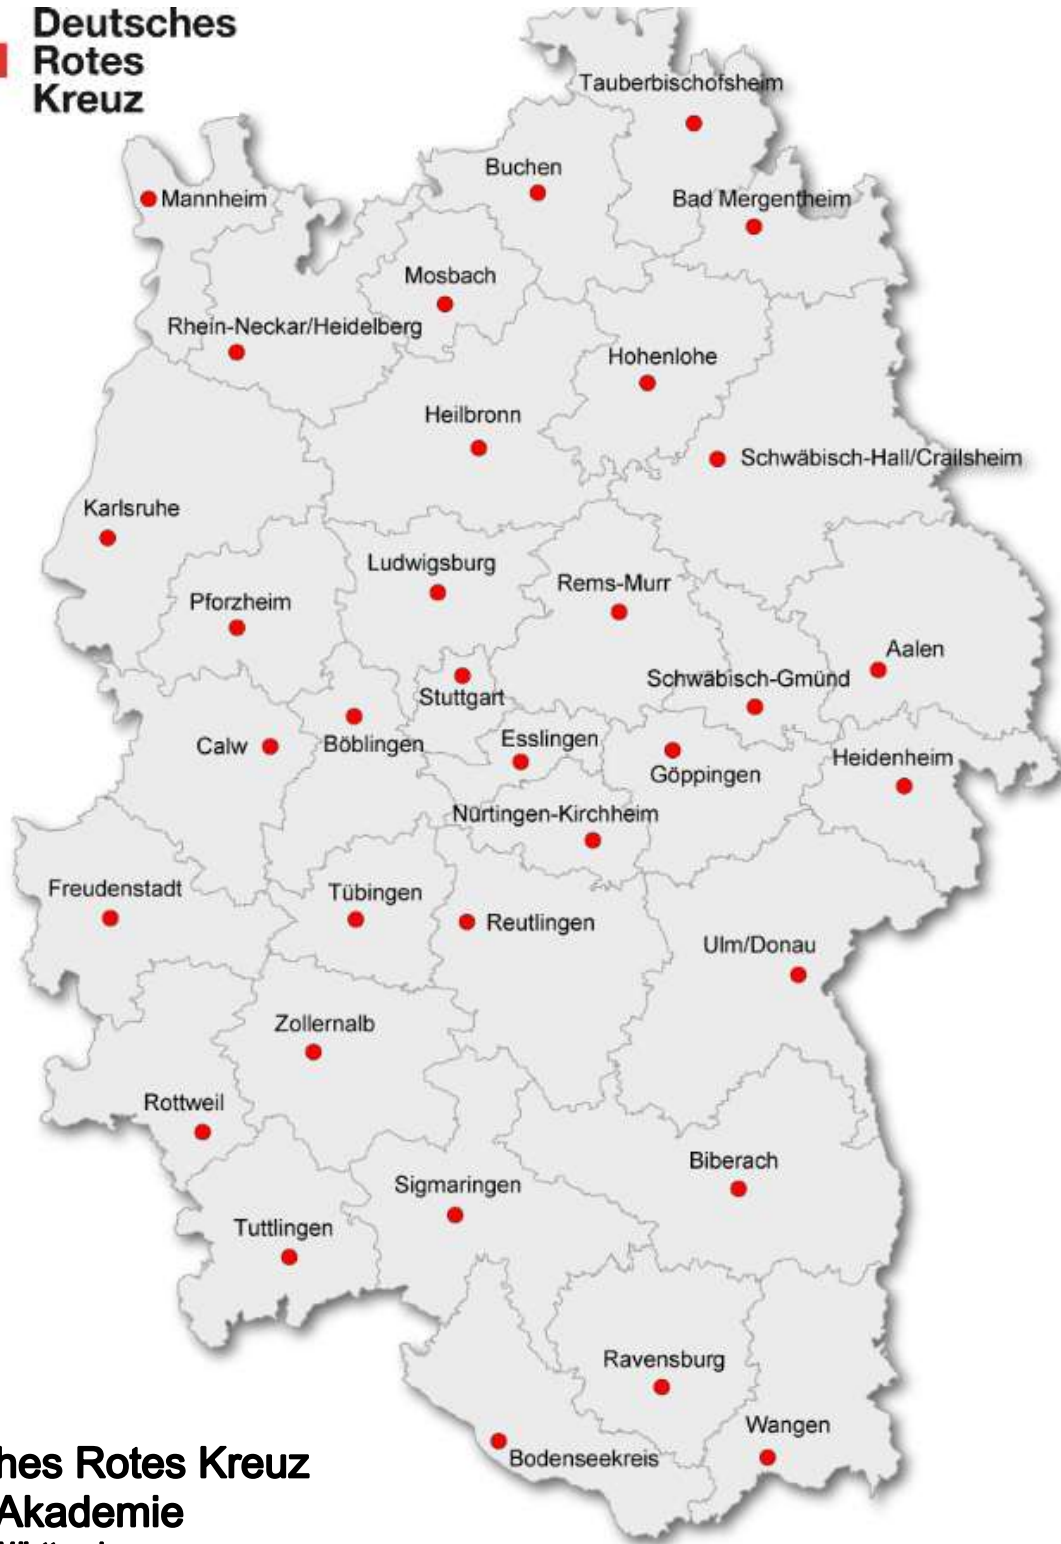 Deutsches
Rotes
Kreuz
Tauberbischofsheim
Buchen
Mannheim
Bad Mergentheim
Mosbach
Rhein-Neckar/Heidelberg
Hohenlohe
Heilbronn
Schwäbisch-Hall/Crailsheim
Karlsruhe
Ludwigsburg
Rems-Murr
Pforzheim
Aalen
Schwäbisch-Gmünd
Stuttgart
Esslingen
Calw
Böblingen
Heidenheim
Göppingen
Nürtingen-Kirchheim
Freudenstadt
Tübingen
Reutlingen
Ulm/Donau
Zollernalb
Rottweil
Biberach
Sigmaringen
Tuttlingen
Ravensburg
Wangen
Bodenseekreis
hes Rotes Kreuz
Akademie